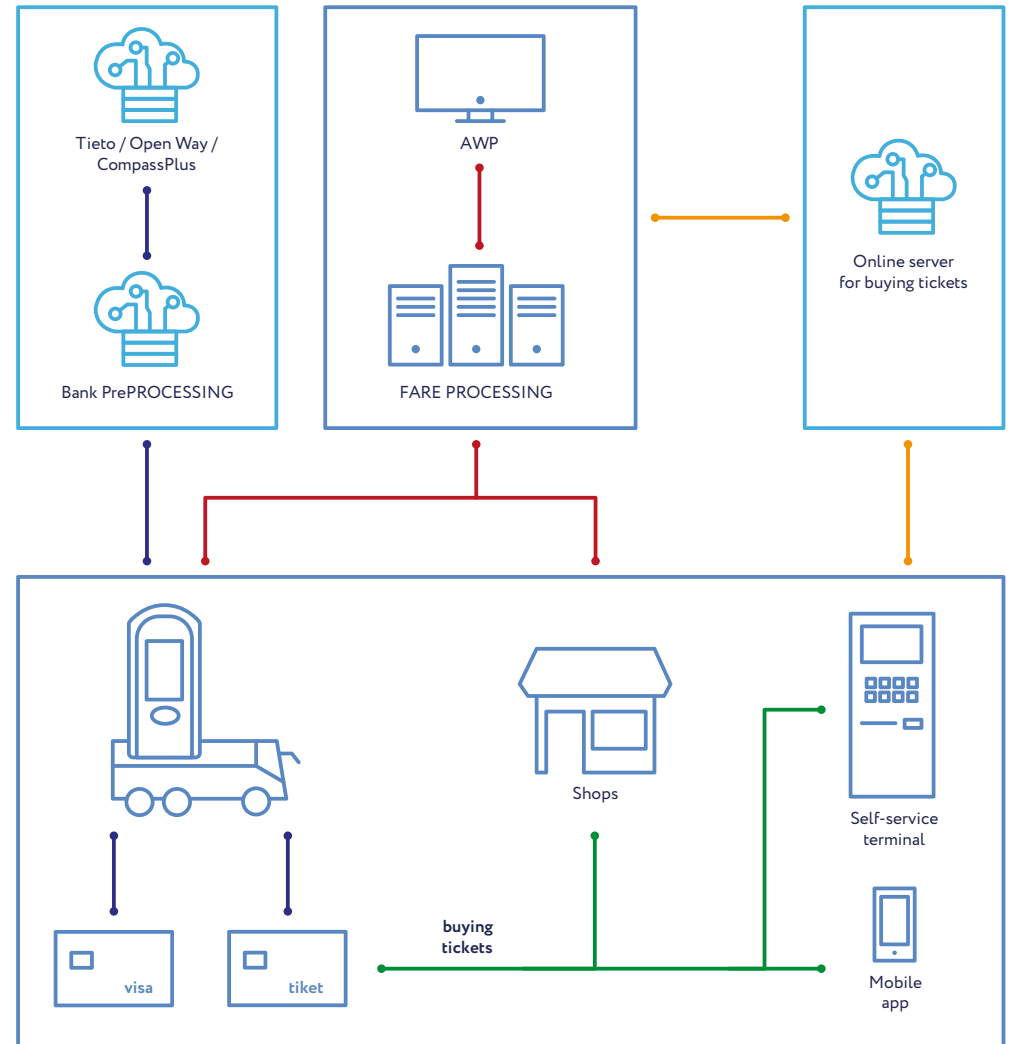 Tieto / Open Way /
CompassPlus
Bank PrePROCESSING
AWP
FARE PROCESSING
Online server
for buying tickets
Shops
Self-service
terminal
buying
tickets
visa
tiket
Mobile
app